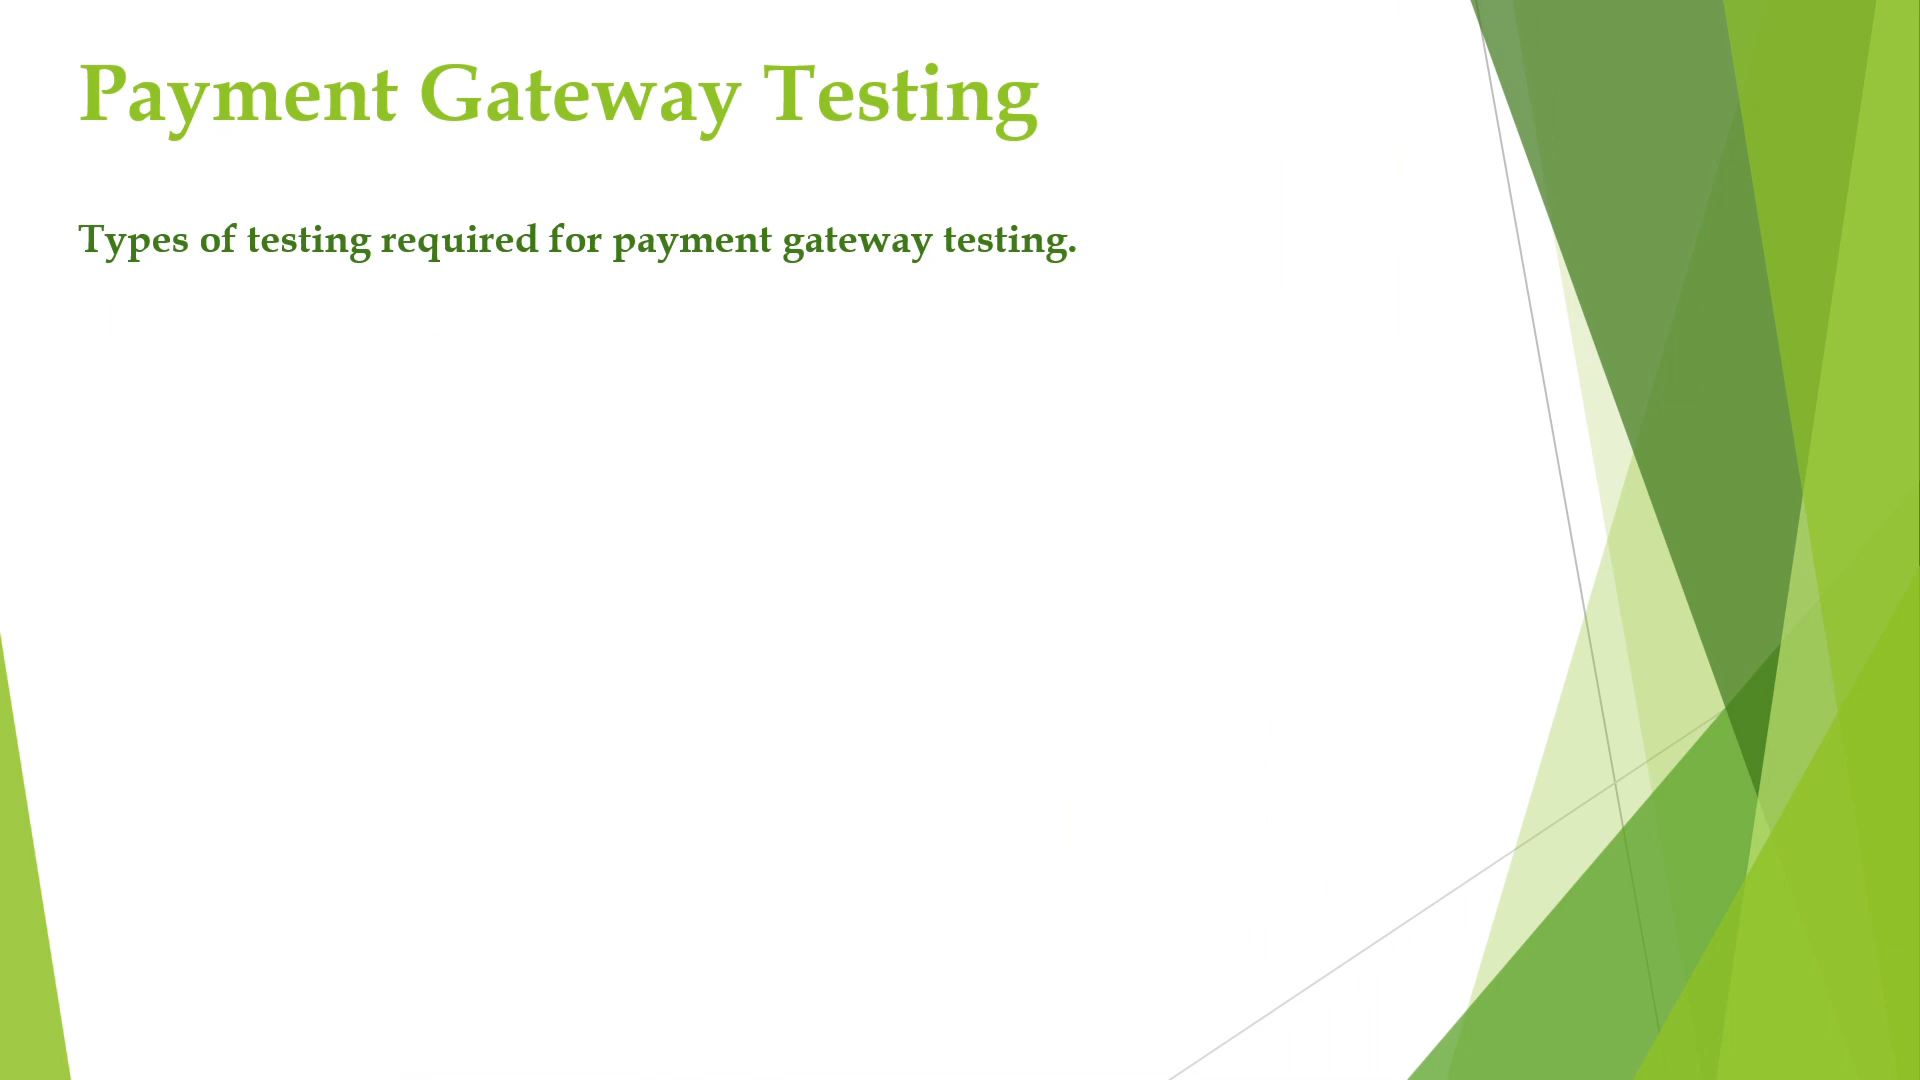 Payment Gateway Testing
Types of testing required for payment gateway testing.